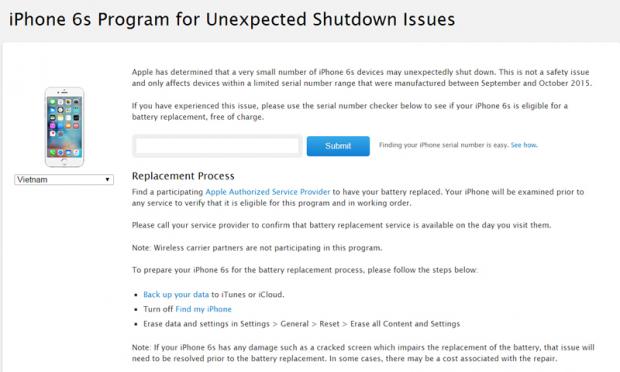 iPhone 6s Program for Unexpected Shutdown Issues
Apple has determined that a very small number of iPhone 6s devices may unexpectedly shut down. This is not a safety issue
and only affects devices within a limited serial number range that were manufactured between September and October 2015.
If you have experienced this issue, please use the serial number checker below to see if your iPhone 6s is eligible for a
battery replacement, free of charge.
Submit
Finding your iPhone serial number is easy. See how.
Vietnam
Replacement Process
Find a participating Apple Authorized Service Provider to have your battery replaced. Your iPhone will be examined prior to
any service to verify that it is eligible for this program and in working order.
Please call your service provider to confirm that battery replacement service is available on the day you visit them.
Note: Wireless carrier partners are not participating in this program.
To prepare your iPhone 6s for the battery replacement process, please follow the steps below:
• Back up your data to iTunes or iCloud.
• Turn off Find my iPhone
• Erase data and settings in Settings > General > Reset > Erase all Content and Settings
Note: If your iPhone 6s has any damage such as a cracked screen which impairs the replacement of the battery, that issue will
need to be resolved prior to the battery replacement. In some cases, there may be a cost associated with the repair.